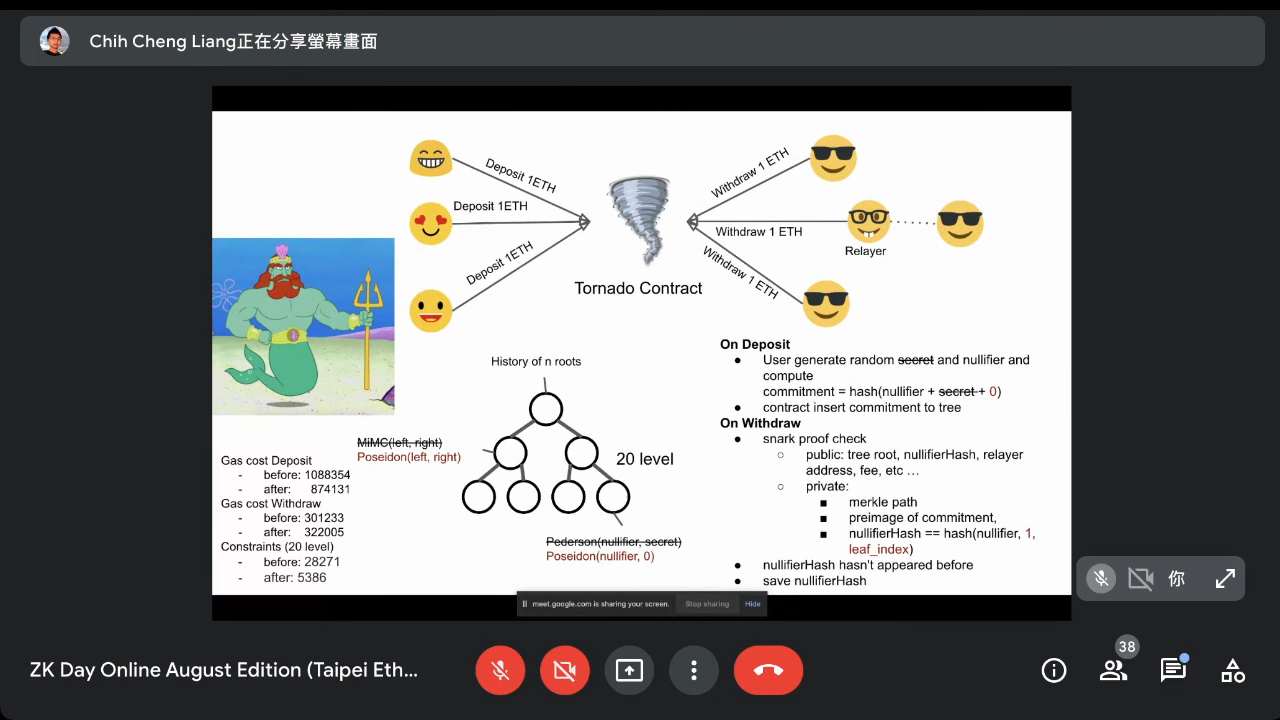 Chih Cheng Liang正在分享螢幕畫面
Deposit 1ETH
Deposit 1ETH
Deposit 1ETH
Tornado Contract
Withdraw 1 ETH
Withdraw 1 ETH
Withdraw 1 ETH
Relayer
History of n roots
MiMC(left, right)
Poseidon(left, right)
20 level
Pederson(nullifier, secret)
Poseidon(nullifier, 0)
Gas cost Deposit
- before: 1088354
- after: 874131
Gas cost Withdraw
- before: 301233
- after: 322005
Constraints (20 level)
- before: 28271
- after: 5386
On Deposit
● User generate random secret and nullifier and
compute
commitment = hash(nullifier + secret + 0)
● contract insert commitment to tree
On Withdraw
● snark proof check
○ public: tree root, nullifierHash, relayer
address, fee, etc …
○ private:
■ merkle path
■ preimage of commitment,
■ nullifierHash == hash(nullifier, 1,
leaf_index)
● nullifierHash hasn't appeared before
● save nullifierHash
meet.google.com is sharing your screen. Stop sharing Hide
你
ZK Day Online August Edition (Taipei Eth...
38